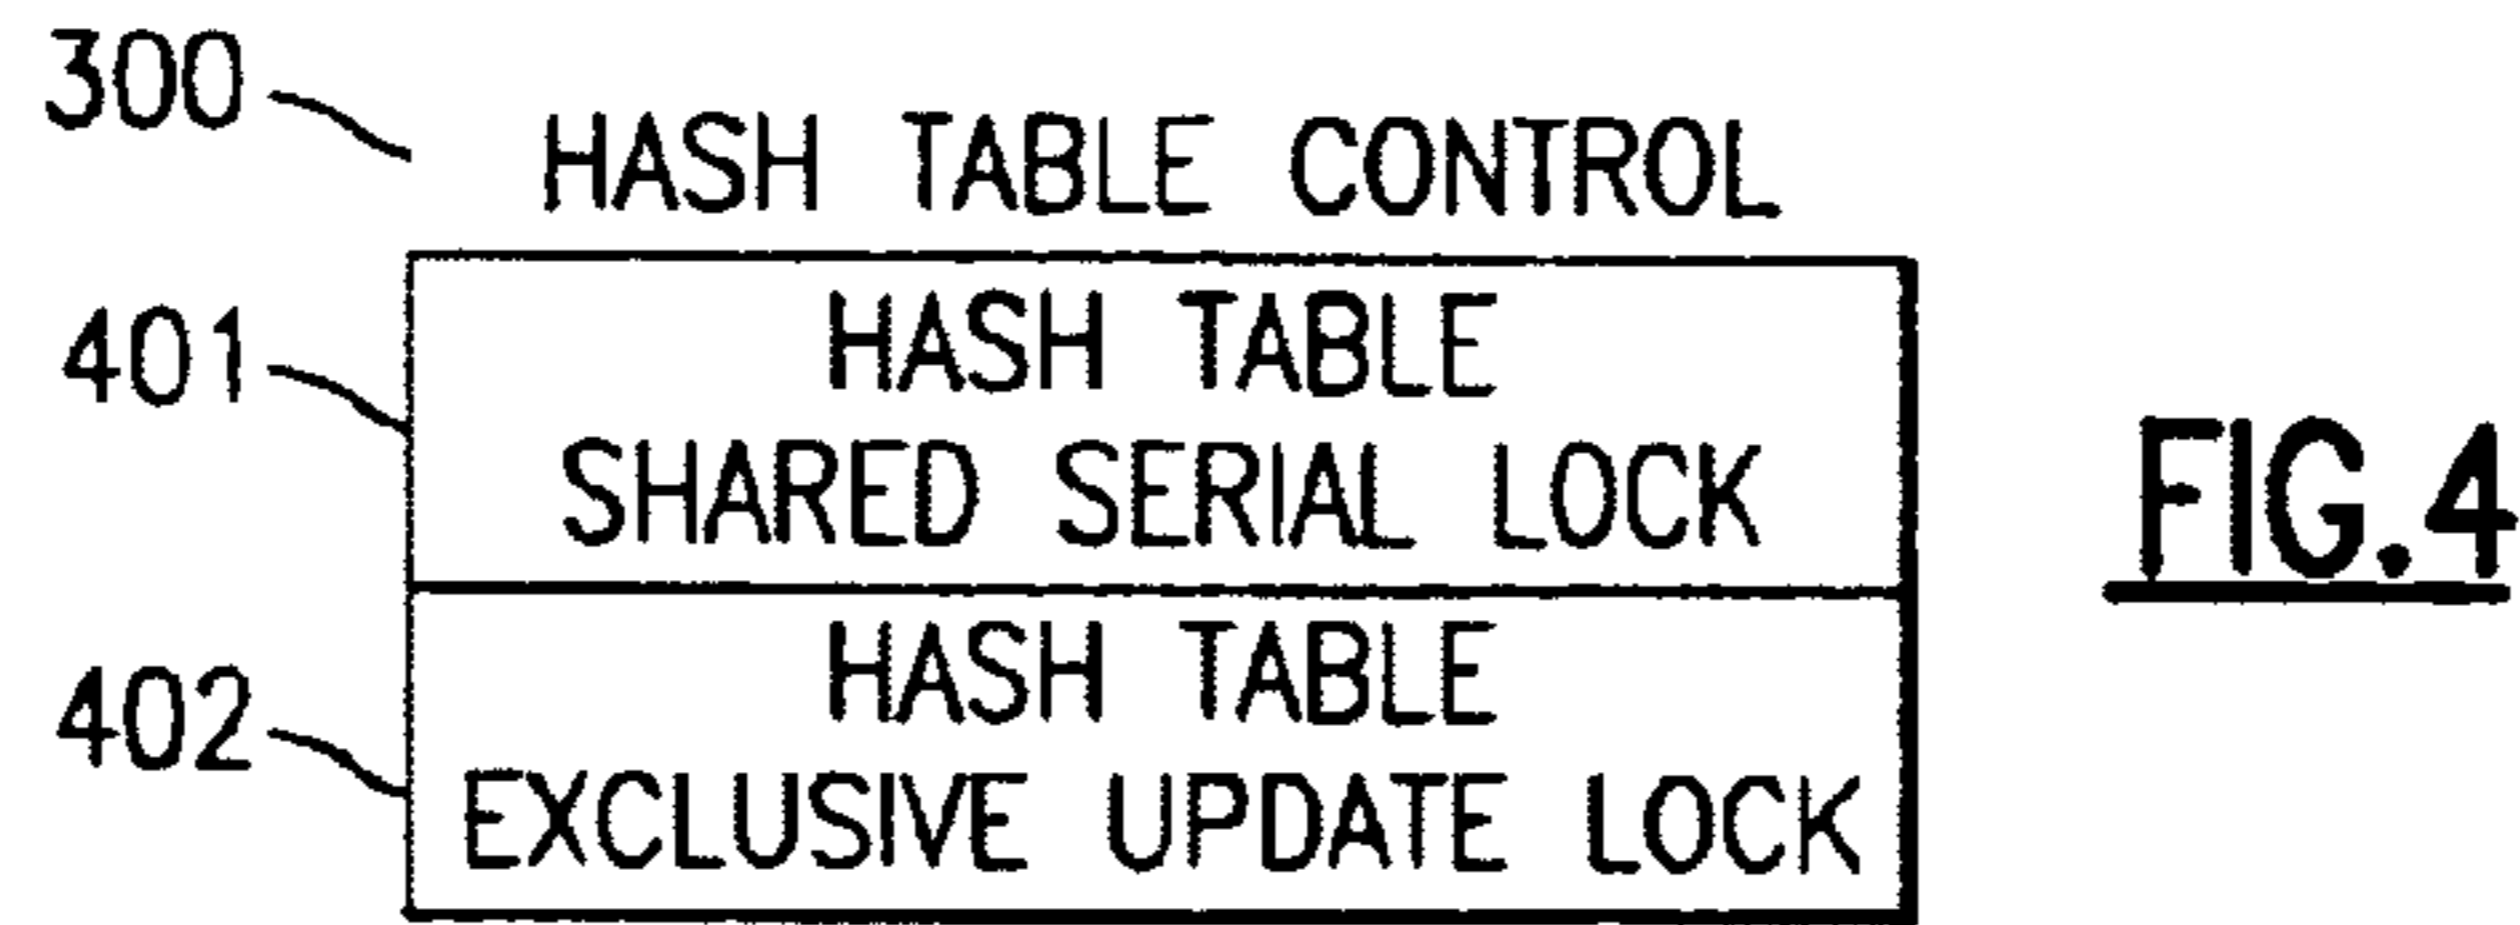 300
HASH TABLE CONTROL
401
HASH TABLE
SHARED SERIAL LOCK
402
HASH TABLE
EXCLUSIVE UPDATE LOCK
FIG.4